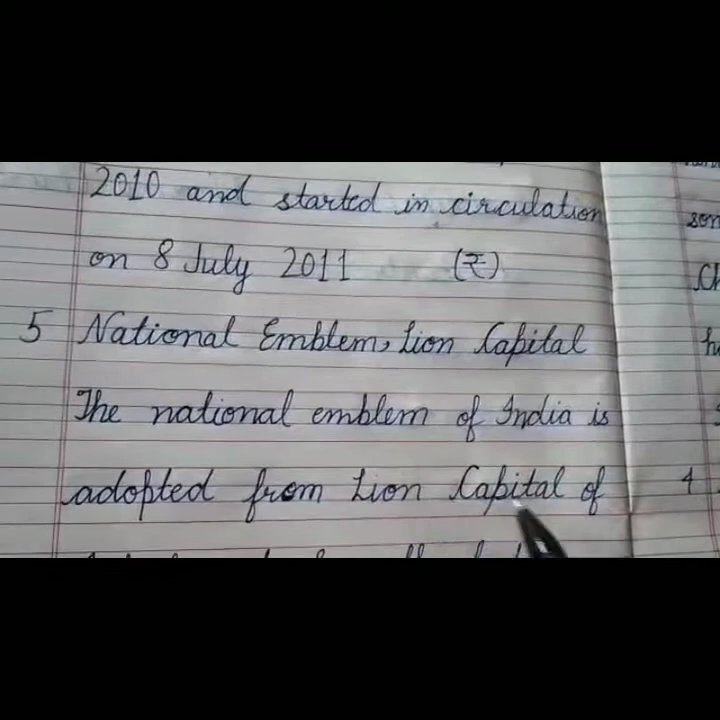 2010 and started in circulation
on 8 July 2011 (₹)
5 National Emblem, Lion Capital
The national emblem of India is
adopted from Lion Capital of
4